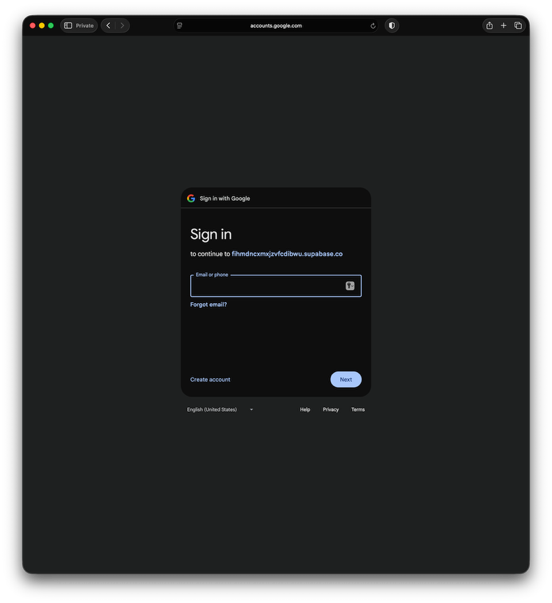 Private
accounts.google.com
Sign in with Google
Sign in
to continue to fihmdncxmxjzvfcdibwu.supabase.co
Email or phone
Forgot email?
Create account
Next
English (United States)
Help
Privacy
Terms